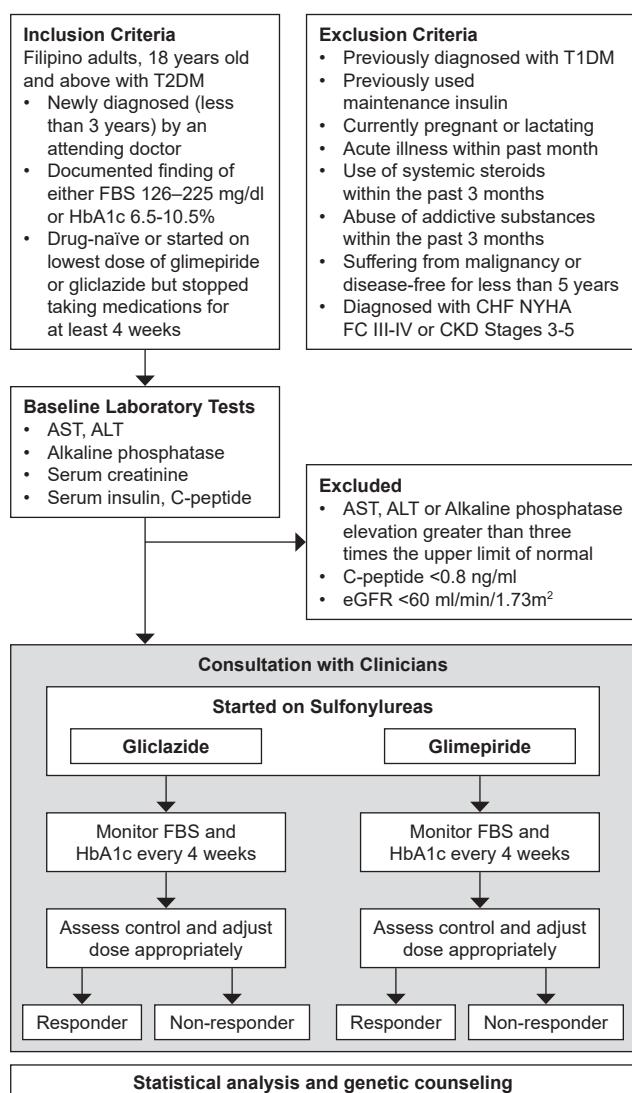 Inclusion Criteria
Filipino adults, 18 years old
and above with T2DM
• Newly diagnosed (less
than 3 years) by an
attending doctor
• Documented finding of
either FBS 126–225 mg/dl
or HbA1c 6.5-10.5%
• Drug-naïve or started on
lowest dose of glimepiride
or gliclazide but stopped
taking medications for
at least 4 weeks
Exclusion Criteria
• Previously diagnosed with T1DM
• Previously used
maintenance insulin
• Currently pregnant or lactating
• Acute illness within past month
• Use of systemic steroids
within the past 3 months
• Abuse of addictive substances
within the past 3 months
• Suffering from malignancy or
disease-free for less than 5 years
• Diagnosed with CHF NYHA
FC III-IV or CKD Stages 3-5
Baseline Laboratory Tests
• AST, ALT
• Alkaline phosphatase
• Serum creatinine
• Serum insulin, C-peptide
Excluded
• AST, ALT or Alkaline phosphatase
elevation greater than three
times the upper limit of normal
• C-peptide <0.8 ng/ml
• eGFR <60 ml/min/1.73m²
Consultation with Clinicians
Started on Sulfonylureas
Gliclazide
Glimepiride
Monitor FBS and
HbA1c every 4 weeks
Monitor FBS and
HbA1c every 4 weeks
Assess control and adjust
dose appropriately
Assess control and adjust
dose appropriately
Responder
Non-responder
Responder
Non-responder
Statistical analysis and genetic counseling